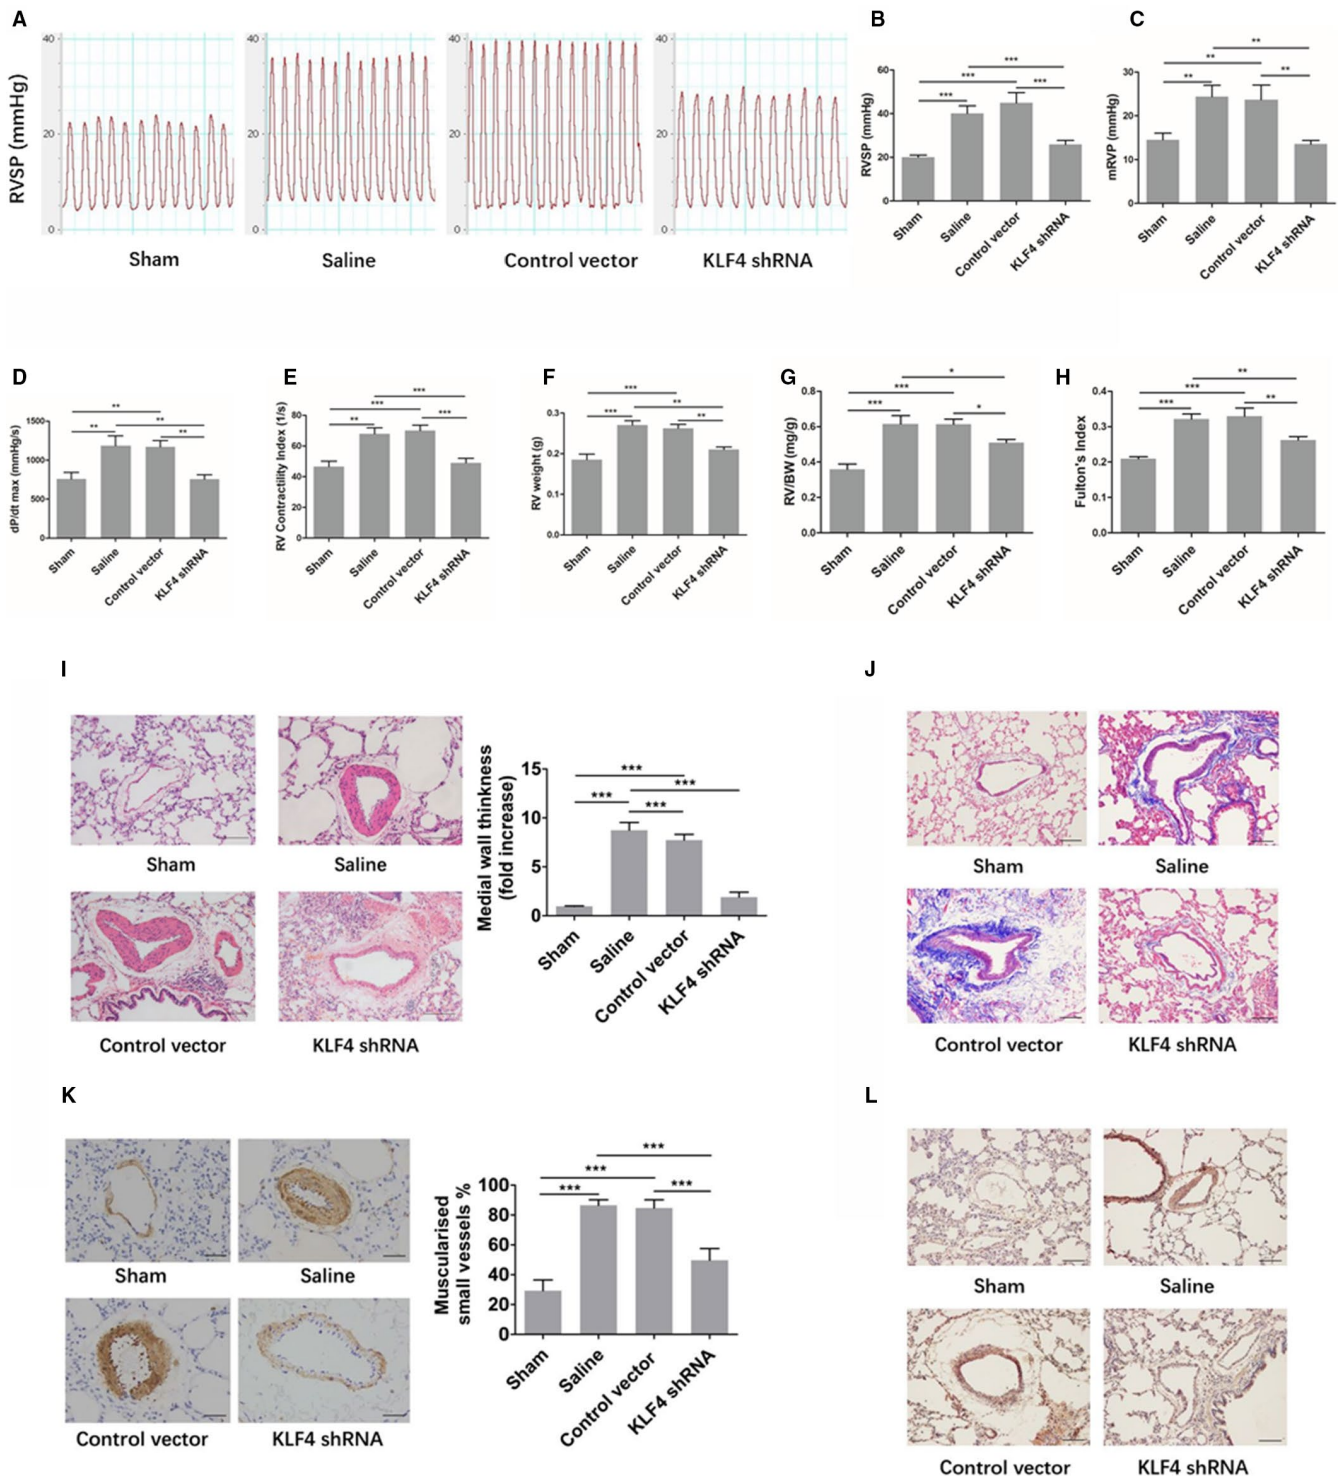 A
RVSP (mmHg)
40
20
0
Sham
40
20
0
Saline
40
20
0
Control vector
40
20
0
KLF4 shRNA
B
RVSP (mmHg)
60
40
20
0
***
***
***
***
Sham
Saline
Control vector
KLF4 shRNA
C
mRVP (mmHg)
30
20
10
0
**
**
**
**
Sham
Saline
Control vector
KLF4 shRNA
D
dP/dt max (mmHg/s)
1500
1000
500
0
**
**
**
**
Sham
Saline
Control vector
KLF4 shRNA
E
RV Contractility Index (1/s)
80
60
40
20
0
***
***
**
***
Sham
Saline
Control vector
KLF4 shRNA
F
RV weight (g)
0.3
0.2
0.1
0.0
***
**
***
**
Sham
Saline
Control vector
KLF4 shRNA
G
RV/BW (mg/g)
0.8
0.6
0.4
0.2
0.0
*
***
***
*
Sham
Saline
Control vector
KLF4 shRNA
H
Fulton's Index
0.4
0.3
0.2
0.1
0.0
**
***
***
**
Sham
Saline
Control vector
KLF4 shRNA
I
Sham
Saline
Control vector
KLF4 shRNA
Medial wall thinkness
(fold increase)
15
10
5
0
***
***
***
***
Sham
Saline
Control vector
KLF4 shRNA
J
Sham
Saline
Control vector
KLF4 shRNA
K
Sham
Saline
Control vector
KLF4 shRNA
Muscularised
small vessels %
100
80
60
40
20
0
***
***
***
***
Sham
Saline
Control vector
KLF4 shRNA
L
Sham
Saline
Control vector
KLF4 shRNA